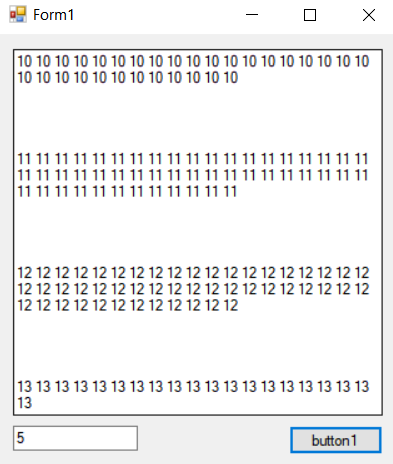 Form1
10 10 10 10 10 10 10 10 10 10 10 10 10 10 10 10 10 10 10
10 10 10 10 10 10 10 10 10 10 10 10
11 11 11 11 11 11 11 11 11 11 11 11 11 11 11 11 11 11 11
11 11 11 11 11 11 11 11 11 11 11 11 11 11 11 11 11 11 11
11 11 11 11 11 11 11 11 11 11 11 11
12 12 12 12 12 12 12 12 12 12 12 12 12 12 12 12 12 12 12
12 12 12 12 12 12 12 12 12 12 12 12 12 12 12 12 12 12 12
12 12 12 12 12 12 12 12 12 12 12 12
13 13 13 13 13 13 13 13 13 13 13 13 13 13 13 13 13 13 13
13
5
button1